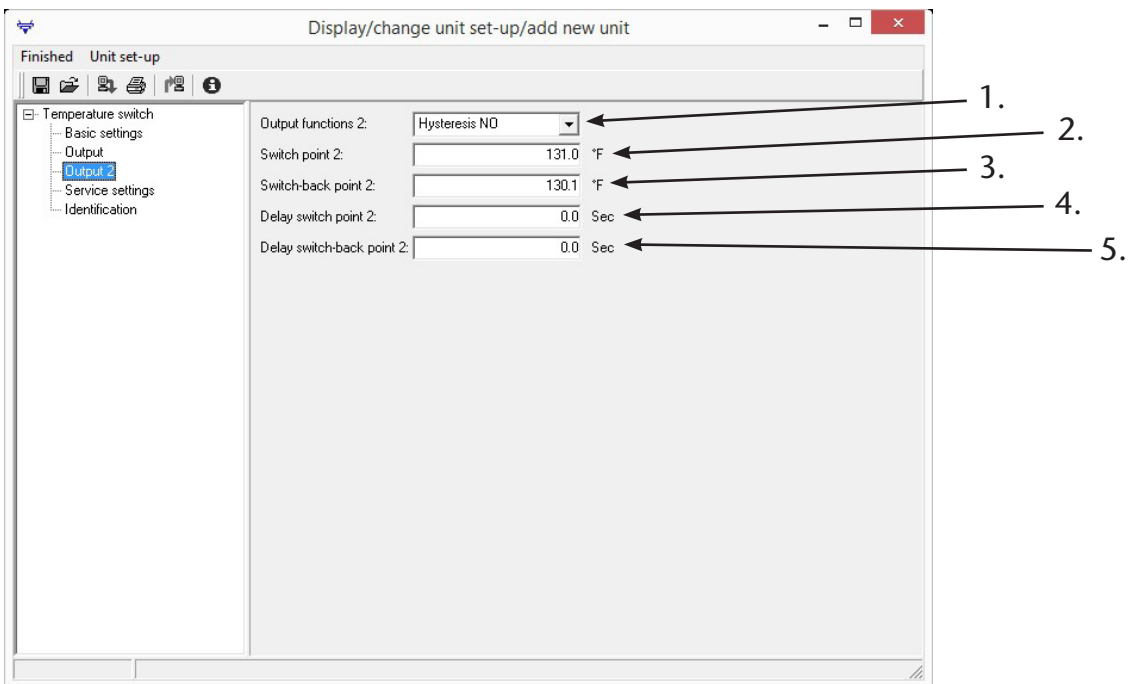 Display/change unit set-up/add new unit
Finished Unit set-up
Temperature switch
Basic settings
Output
Output 2
Service settings
Identification
Output functions 2: Hysteresis NO
Switch point 2: 131.0 °F
Switch-back point 2: 130.1 °F
Delay switch point 2: 0.0 Sec
Delay switch-back point 2: 0.0 Sec
1.
2.
3.
4.
5.